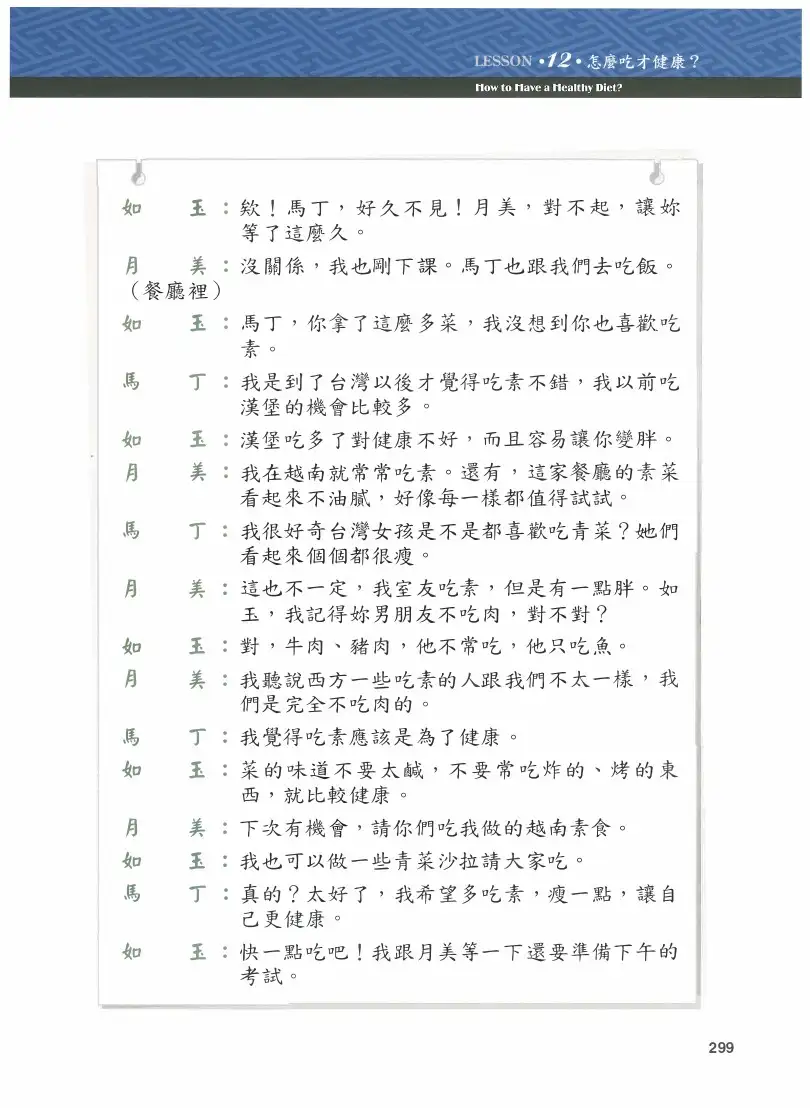 LESSON •12• 怎麼吃才健康？
How to Have a Healthy Diet?
如玉：欸！馬丁，好久不見！月美，對不起，讓妳
等了這麼久。
月美：沒關係，我也剛下課。馬丁也跟我們去吃飯。
（餐廳裡）
如玉：馬丁，你拿了這麼多菜，我沒想到你也喜歡吃
素。
馬丁：我是到了台灣以後才覺得吃素不錯，我以前吃
漢堡的機會比較多。
如玉：漢堡吃多了對健康不好，而且容易讓你變胖。
月美：我在越南就常常吃素。還有，這家餐廳的素菜
看起來不油膩，好像每一樣都值得試試。
馬丁：我很好奇台灣女孩是不是都喜歡吃青菜？她們
看起來個個都很瘦。
月美：這也不一定，我室友吃素，但是有一點胖。如
玉，我記得妳男朋友不吃肉，對不對？
如玉：對，牛肉、豬肉，他不常吃，他只吃魚。
月美：我聽說西方一些吃素的人跟我們不太一樣，我
們是完全不吃肉的。
馬丁：我覺得吃素應該是為了健康。
如玉：菜的味道不要太鹹，不要常吃炸的、烤的東
西，就比較健康。
月美：下次有機會，請你們吃我做的越南素食。
如玉：我也可以做一些青菜沙拉請大家吃。
馬丁：真的？太好了，我希望多吃素，瘦一點，讓自
己更健康。
如玉：快一點吃吧！我跟月美等一下還要準備下午的
考試。
299